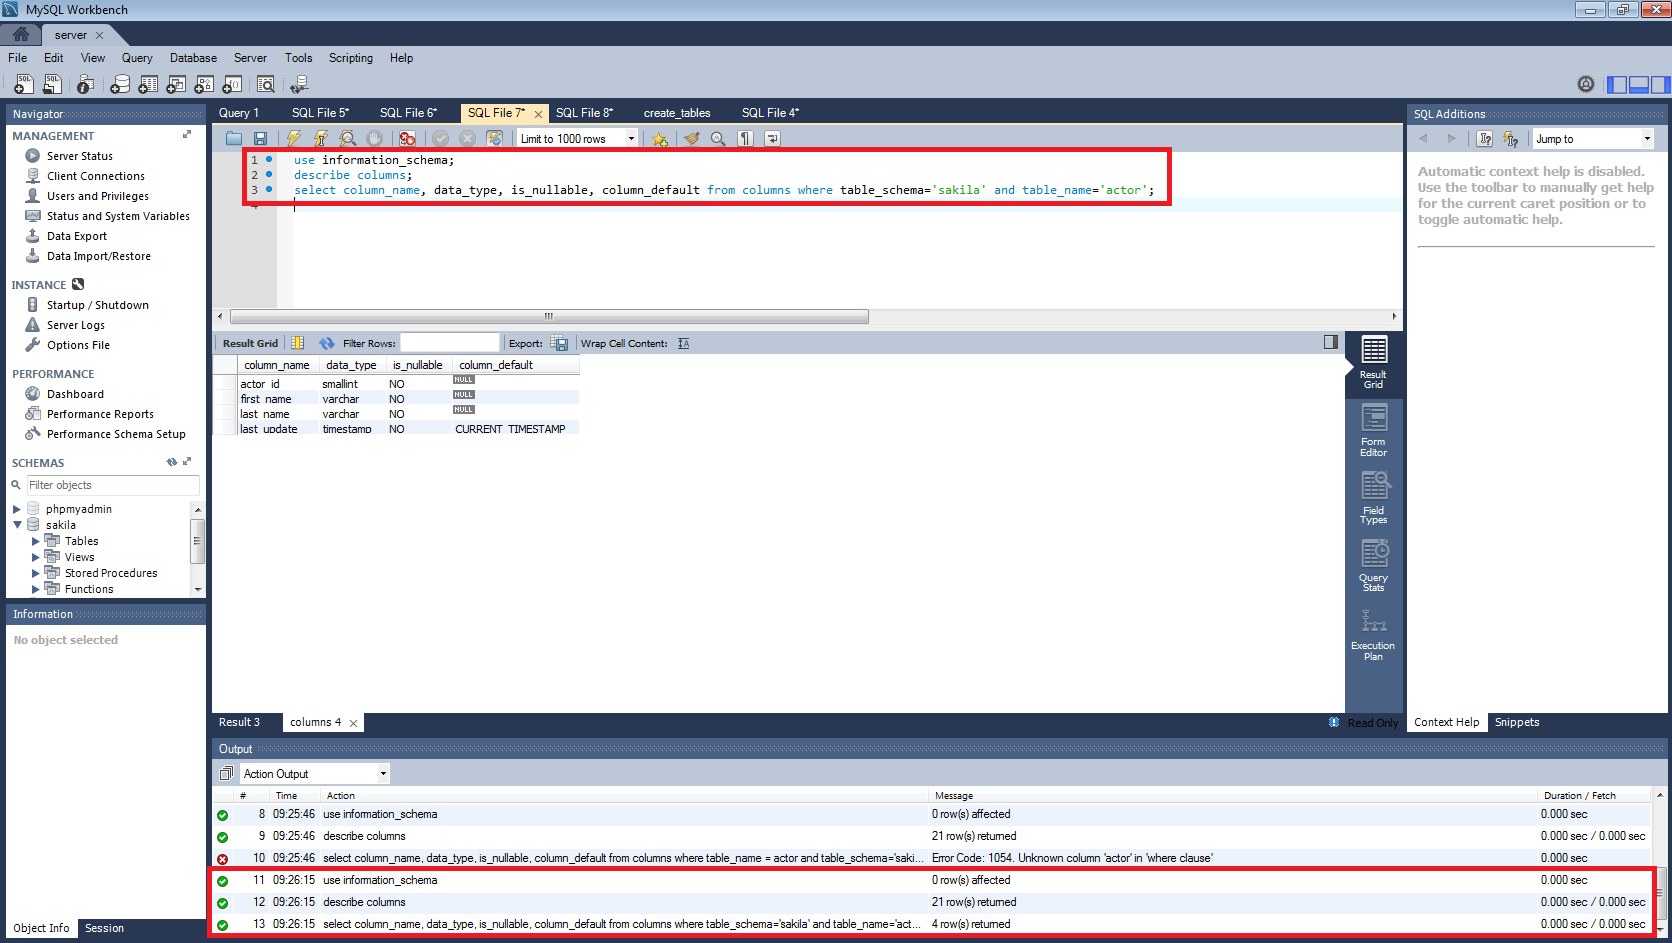 MySQL Workbench
server
File Edit View Query Database Server Tools Scripting Help
Navigator
MANAGEMENT
Server Status
Client Connections
Users and Privileges
Status and System Variables
Data Export
Data Import/Restore
INSTANCE
Startup / Shutdown
Server Logs
Options File
PERFORMANCE
Dashboard
Performance Reports
Performance Schema Setup
SCHEMAS
Filter objects
phpmyadmin
sakila
Tables
Views
Stored Procedures
Functions
Information
No object selected
Object Info Session
Query 1 SQL File 5* SQL File 6* SQL File 7* SQL File 8* create_tables SQL File 4*
Limit to 1000 rows
1 use information_schema;
2 describe columns;
3 select column_name, data_type, is_nullable, column_default from columns where table_schema='sakila' and table_name='actor';
4
Result Grid Filter Rows: Export: Wrap Cell Content:
column_name data_type is_nullable column_default
actor_id smallint NO NULL
first_name varchar NO NULL
last_name varchar NO NULL
last_update timestamp NO CURRENT_TIMESTAMP
Result
Grid
Form
Editor
Field
Types
Query
Stats
Execution
Plan
Result 3 columns 4 Read Only
SQL Additions
Jump to
Automatic context help is disabled.
Use the toolbar to manually get help
for the current caret position or to
toggle automatic help.
Context Help Snippets
Output
Action Output
# Time Action Message Duration / Fetch
8 09:25:46 use information_schema 0 row(s) affected 0.000 sec
9 09:25:46 describe columns 21 row(s) returned 0.000 sec / 0.000 sec
10 09:25:46 select column_name, data_type, is_nullable, column_default from columns where table_name = actor and table_schema='saki... Error Code: 1054. Unknown column 'actor' in 'where clause' 0.000 sec
11 09:26:15 use information_schema 0 row(s) affected 0.000 sec
12 09:26:15 describe columns 21 row(s) returned 0.000 sec / 0.000 sec
13 09:26:15 select column_name, data_type, is_nullable, column_default from columns where table_schema='sakila' and table_name='act... 4 row(s) returned 0.000 sec / 0.000 sec